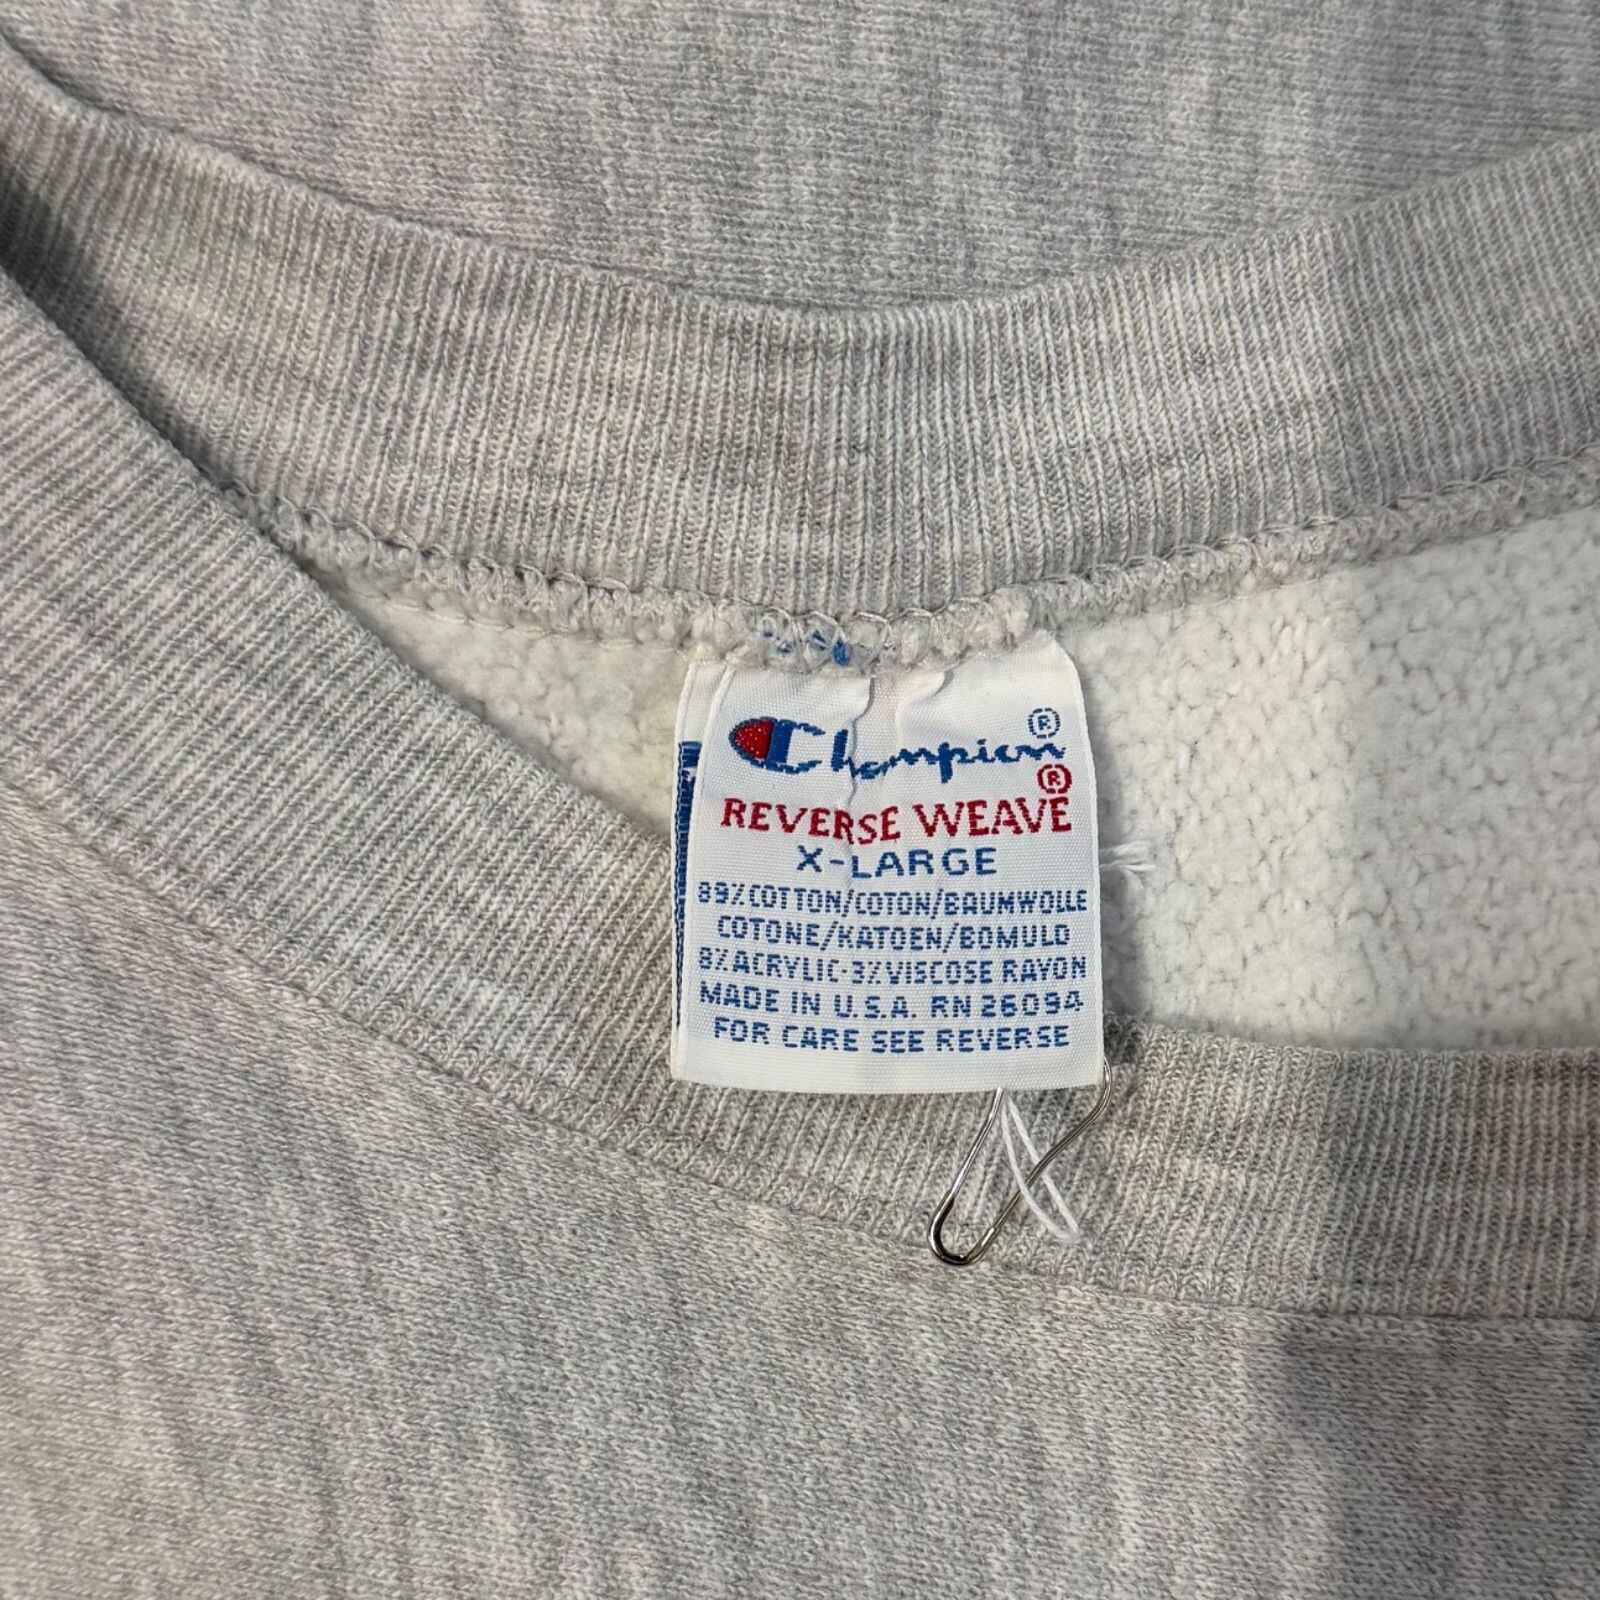 Champion®
REVERSE WEAVE®
X-LARGE
89% COTTON/COTON/BAUMWOLLE
COTONE/KATOEN/BOMULD
8% ACRYLIC-3% VISCOSE RAYON
MADE IN U.S.A. RN 26094
FOR CARE SEE REVERSE